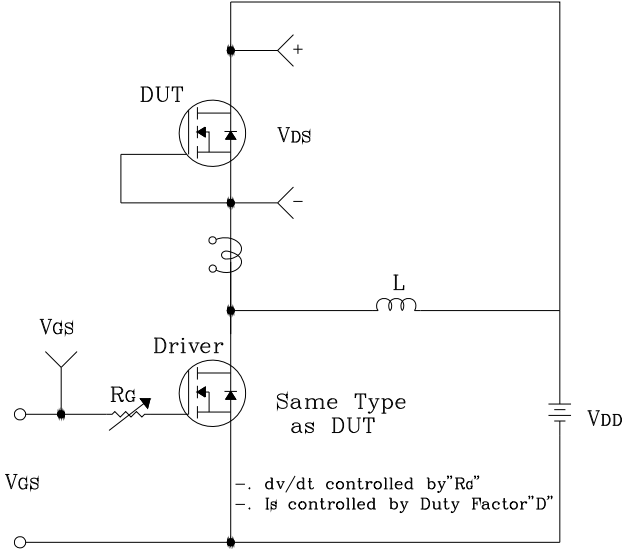 +
DUT
VDS
−
L
VGS
Driver
RG
Same Type
as DUT
VDD
VGS
−. dv/dt controlled by"RG"
−. Is controlled by Duty Factor"D"